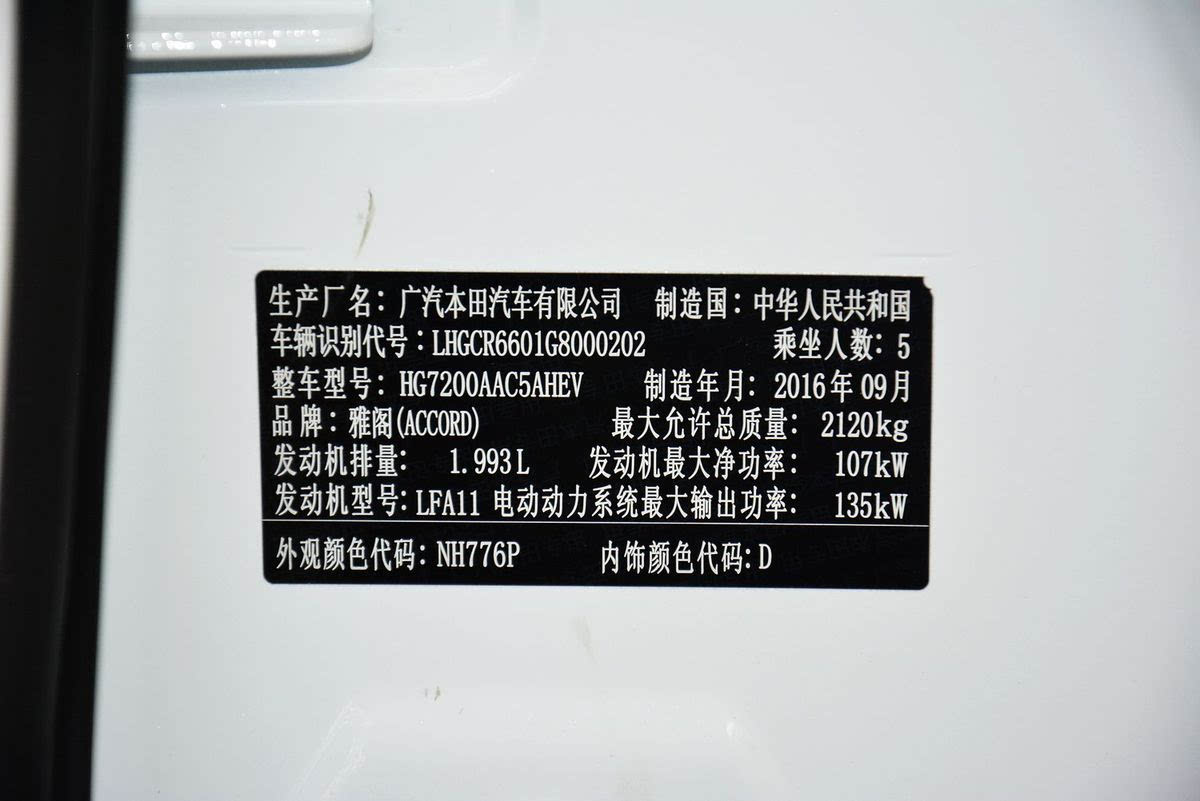 生产厂名：广汽本田汽车有限公司 制造国：中华人民共和国
车辆识别代号：LHGCR6601G8000202 乘坐人数：5
整车型号：HG7200AAC5AHEV 制造年月：2016年09月
品牌：雅阁(ACCORD) 最大允许总质量：2120kg
发动机排量：1.993L 发动机最大净功率：107kW
发动机型号：LFA11 电动动力系统最大输出功率：135kW
外观颜色代码：NH776P 内饰颜色代码：D